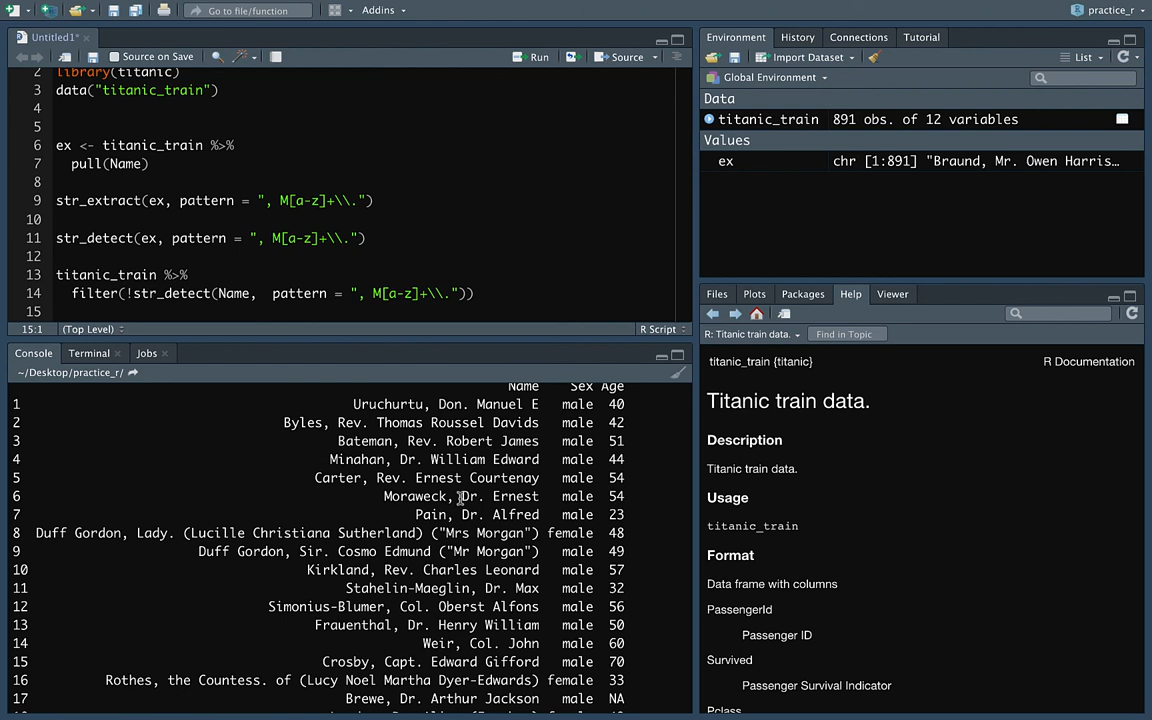 Go to file/function
Addins
practice_r
Untitled1*
Source on Save
Run
Source
2 library(titanic)
3 data("titanic_train")
4
5
6 ex <- titanic_train %>%
7 pull(Name)
8
9 str_extract(ex, pattern = ", M[a-z]+\\.")
10
11 str_detect(ex, pattern = ", M[a-z]+\\.")
12
13 titanic_train %>%
14 filter(!str_detect(Name, pattern = ", M[a-z]+\\."))
15
15:1 (Top Level) R Script
Console Terminal Jobs
~/Desktop/practice_r/
Name Sex Age
1 Uruchurtu, Don. Manuel E male 40
2 Byles, Rev. Thomas Roussel Davids male 42
3 Bateman, Rev. Robert James male 51
4 Minahan, Dr. William Edward male 44
5 Carter, Rev. Ernest Courtenay male 54
6 Moraweck, Dr. Ernest male 54
7 Pain, Dr. Alfred male 23
8 Duff Gordon, Lady. (Lucille Christiana Sutherland) ("Mrs Morgan") female 48
9 Duff Gordon, Sir. Cosmo Edmund ("Mr Morgan") male 49
10 Kirkland, Rev. Charles Leonard male 57
11 Stahelin-Maeglin, Dr. Max male 32
12 Simonius-Blumer, Col. Oberst Alfons male 56
13 Frauenthal, Dr. Henry William male 50
14 Weir, Col. John male 60
15 Crosby, Capt. Edward Gifford male 70
16 Rothes, the Countess. of (Lucy Noel Martha Dyer-Edwards) female 33
17 Brewe, Dr. Arthur Jackson male NA
Environment History Connections Tutorial
Import Dataset List
Global Environment
Data
titanic_train 891 obs. of 12 variables
Values
ex chr [1:891] "Braund, Mr. Owen Harris…
Files Plots Packages Help Viewer
R: Titanic train data. Find in Topic
titanic_train {titanic} R Documentation
Titanic train data.
Description
Titanic train data.
Usage
titanic_train
Format
Data frame with columns
PassengerId
Passenger ID
Survived
Passenger Survival Indicator
Pclass